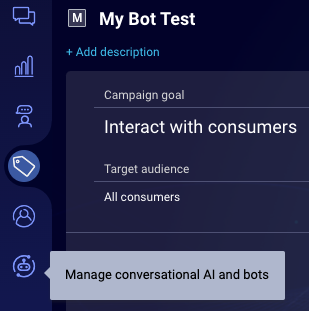 M My Bot Test
+ Add description
Campaign goal
Interact with consumers
Target audience
All consumers
Manage conversational AI and bots